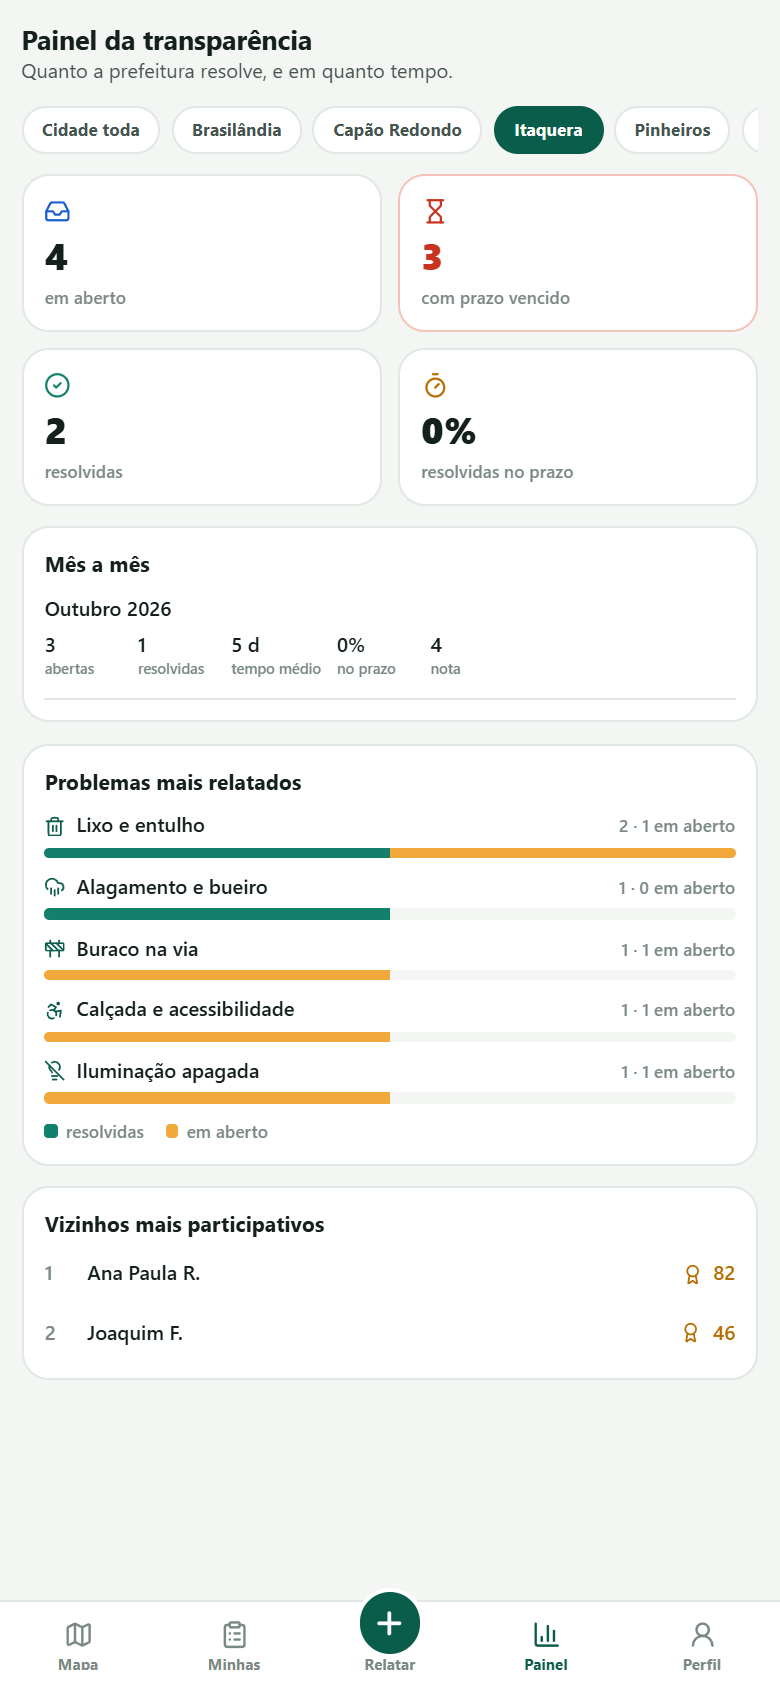 Painel da transparência
Quanto a prefeitura resolve, e em quanto tempo.
Cidade toda
Brasilândia
Capão Redondo
Itaquera
Pinheiros
4
em aberto
3
com prazo vencido
2
resolvidas
0%
resolvidas no prazo
Mês a mês
Outubro 2026
3 1 5 d 0% 4
abertas resolvidas tempo médio no prazo nota
Problemas mais relatados
Lixo e entulho 2 · 1 em aberto
Alagamento e bueiro 1 · 0 em aberto
Buraco na via 1 · 1 em aberto
Calçada e acessibilidade 1 · 1 em aberto
Iluminação apagada 1 · 1 em aberto
resolvidas em aberto
Vizinhos mais participativos
1 Ana Paula R. 82
2 Joaquim F. 46
Mapa
Minhas
Relatar
Painel
Perfil